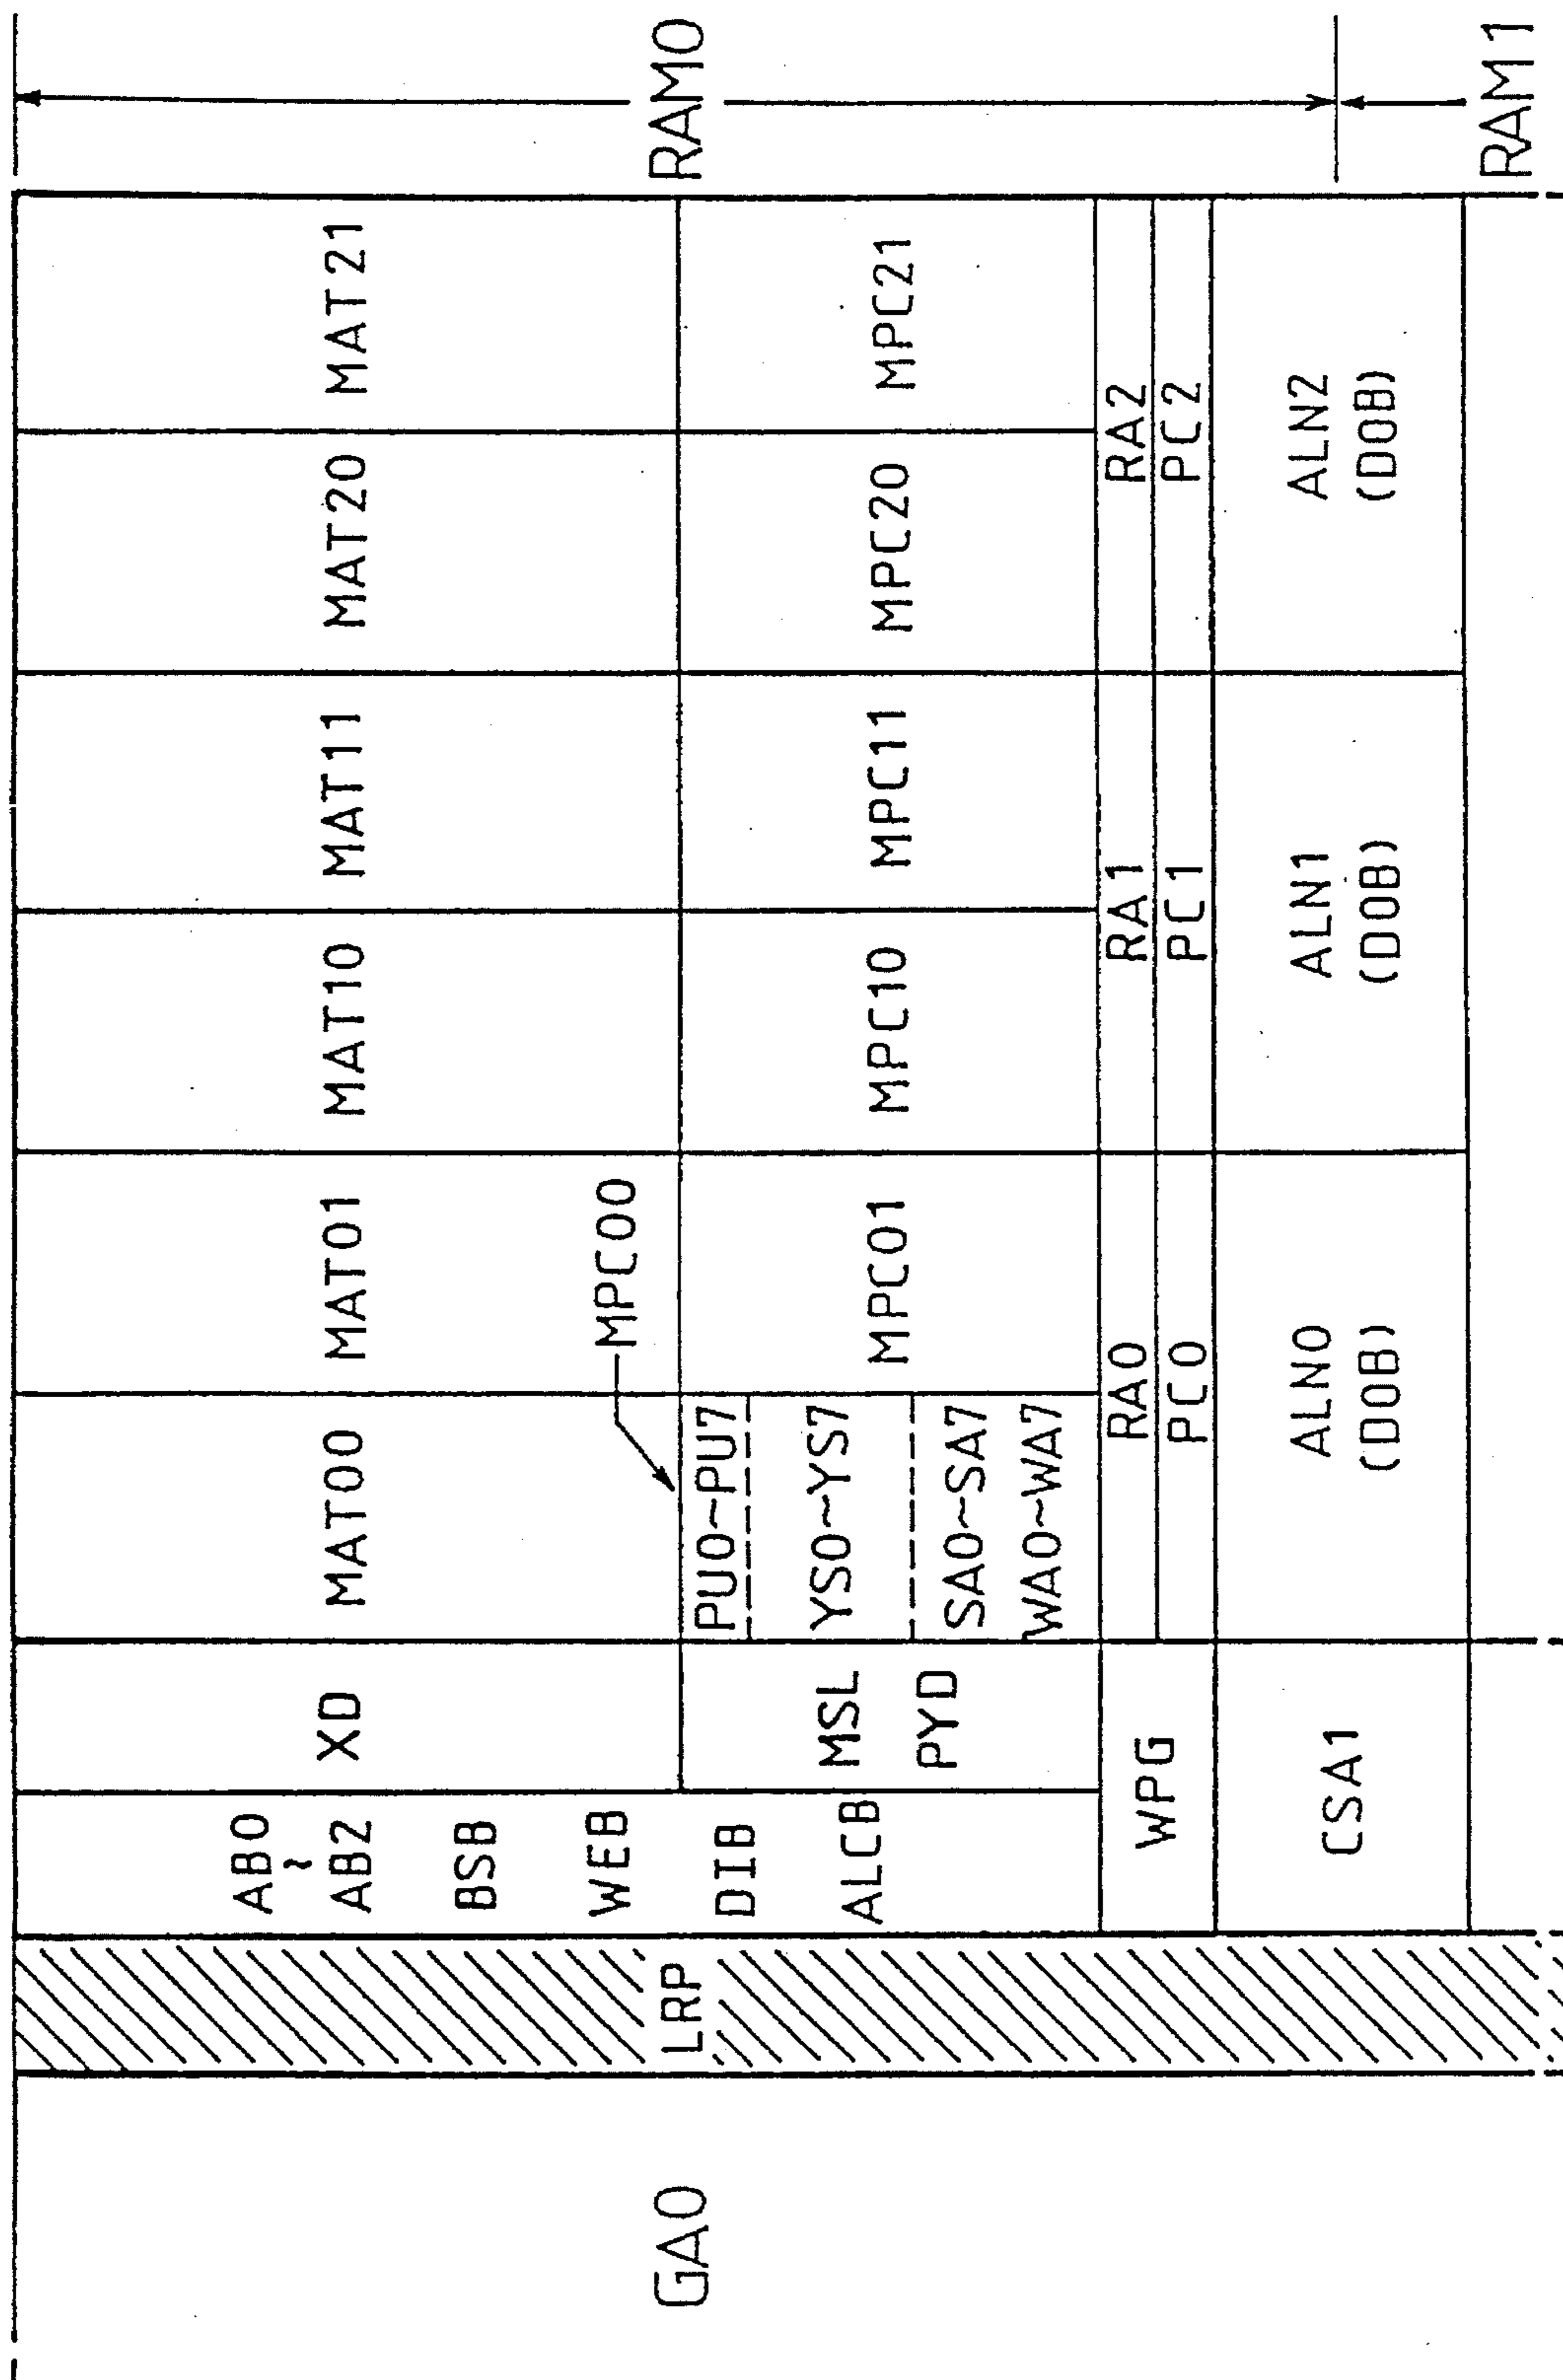 GA0
LRP
AB0
~
AB2
BSB
WEB
DIB
ALCB
XD
MSL
PYD
WPG
CSA1
MAT00
MAT01
MAT10
MAT11
MAT20
MAT21
MPC00
PU0~PU7
YS0~YS7
SA0~SA7
WA0~WA7
MPC01
MPC10
MPC11
MPC20
MPC21
RA0
RA1
RA2
PC0
PC1
PC2
ALN0
(DOB)
ALN1
(DOB)
ALN2
(DOB)
RAM0
RAM1